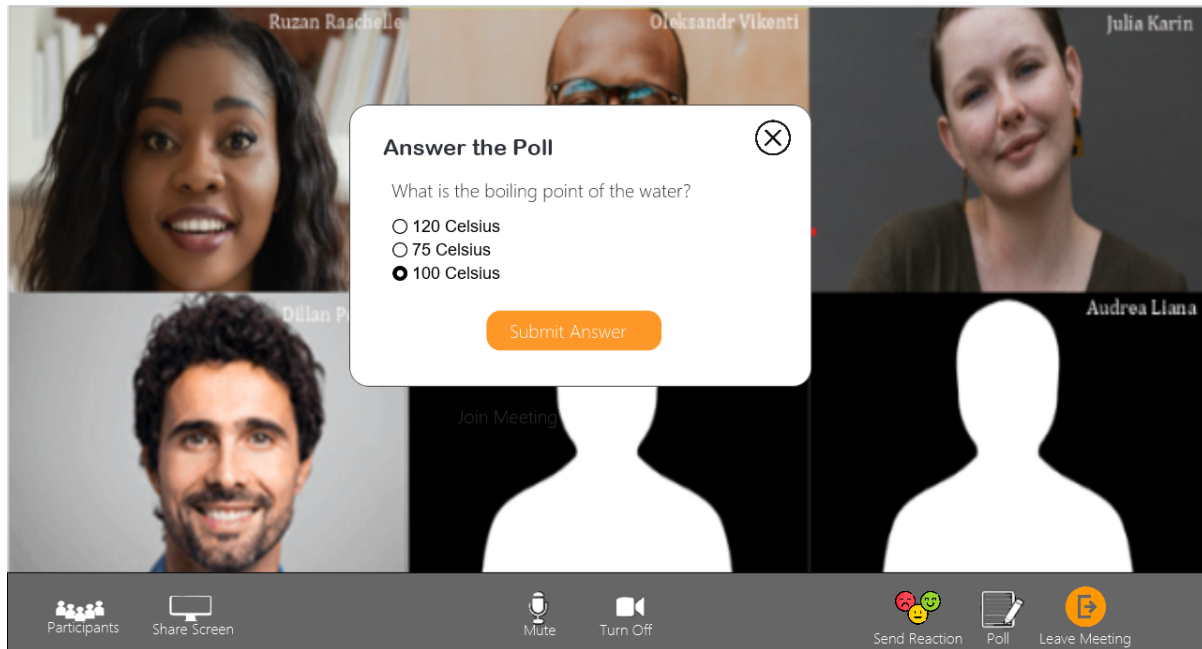 Ruzan Raschelle
Oleksandr Vikenti
Julia Karin
Answer the Poll
What is the boiling point of the water?
120 Celsius
75 Celsius
100 Celsius
Submit Answer
Dillan
Audrea Liana
Join Meeting
Participants
Share Screen
Mute
Turn Off
Send Reaction
Poll
Leave Meeting